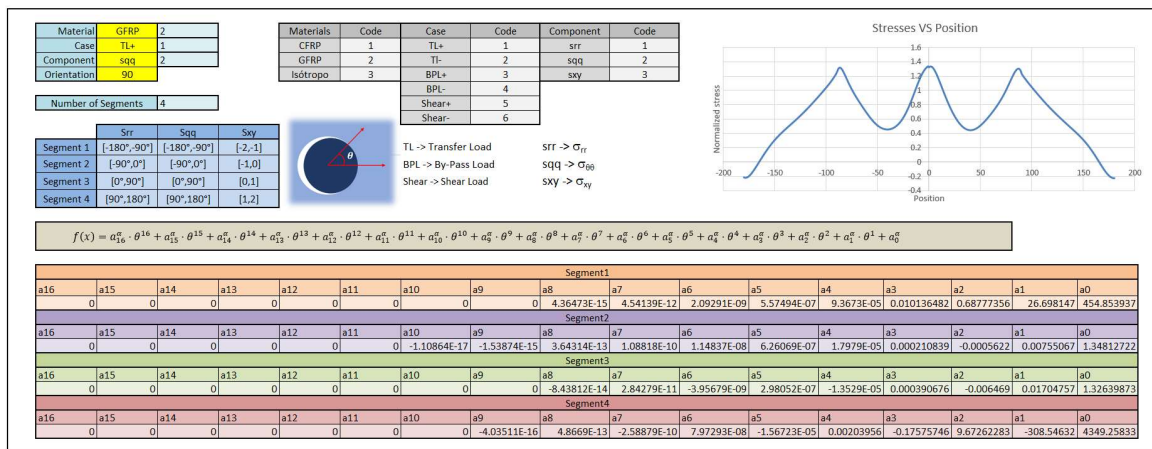 Material GFRP 2
Case TL+ 1
Component sqq 2
Orientation 90
Number of Segments 4
Materials Code Case Code Component Code
CFRP 1 TL+ 1 srr 1
GFRP 2 Tl- 2 sqq 2
Isótropo 3 BPL+ 3 sxy 3
BPL- 4
Shear+ 5
Shear- 6
Srr Sqq Sxy
Segment 1 [-180°,-90°] [-180°,-90°] [-2,-1]
Segment 2 [-90°,0°] [-90°,0°] [-1,0]
Segment 3 [0°,90°] [0°,90°] [0,1]
Segment 4 [90°,180°] [90°,180°] [1,2]
θ
TL -> Transfer Load srr -> σrr
BPL -> By-Pass Load sqq -> σθθ
Shear -> Shear Load sxy -> σxy
Stresses VS Position
Normalized stress
1.6
1.4
1.2
1
0.8
0.6
0.4
0.2
0
-0.2
-0.4
-200 -150 -100 -50 0 50 100 150 200
Position
f(x) = a₁₆^α · θ¹⁶ + a₁₅^α · θ¹⁵ + a₁₄^α · θ¹⁴ + a₁₃^α · θ¹³ + a₁₂^α · θ¹² + a₁₁^α · θ¹¹ + a₁₀^α · θ¹⁰ + a₉^α · θ⁹ + a₈^α · θ⁸ + a₇^α · θ⁷ + a₆^α · θ⁶ + a₅^α · θ⁵ + a₄^α · θ⁴ + a₃^α · θ³ + a₂^α · θ² + a₁^α · θ¹ + a₀^α
Segment1
a16 a15 a14 a13 a12 a11 a10 a9 a8 a7 a6 a5 a4 a3 a2 a1 a0
0 0 0 0 0 0 0 0 4.36473E-15 4.54139E-12 2.09291E-09 5.57494E-07 9.3673E-05 0.010136482 0.68777356 26.698147 454.853937
Segment2
a16 a15 a14 a13 a12 a11 a10 a9 a8 a7 a6 a5 a4 a3 a2 a1 a0
0 0 0 0 0 0 -1.10864E-17 -1.53874E-15 3.64314E-13 1.08818E-10 1.14837E-08 6.26069E-07 1.7979E-05 0.000210839 -0.0005622 0.00755067 1.34812722
Segment3
a16 a15 a14 a13 a12 a11 a10 a9 a8 a7 a6 a5 a4 a3 a2 a1 a0
0 0 0 0 0 0 0 0 -8.43812E-14 2.84279E-11 -3.95679E-09 2.98052E-07 -1.3529E-05 0.000390676 -0.006469 0.01704757 1.32639873
Segment4
a16 a15 a14 a13 a12 a11 a10 a9 a8 a7 a6 a5 a4 a3 a2 a1 a0
0 0 0 0 0 0 0 -4.03511E-16 4.8669E-13 -2.58879E-10 7.97293E-08 -1.56723E-05 0.00203956 -0.17575746 9.67262283 -308.54632 4349.25833